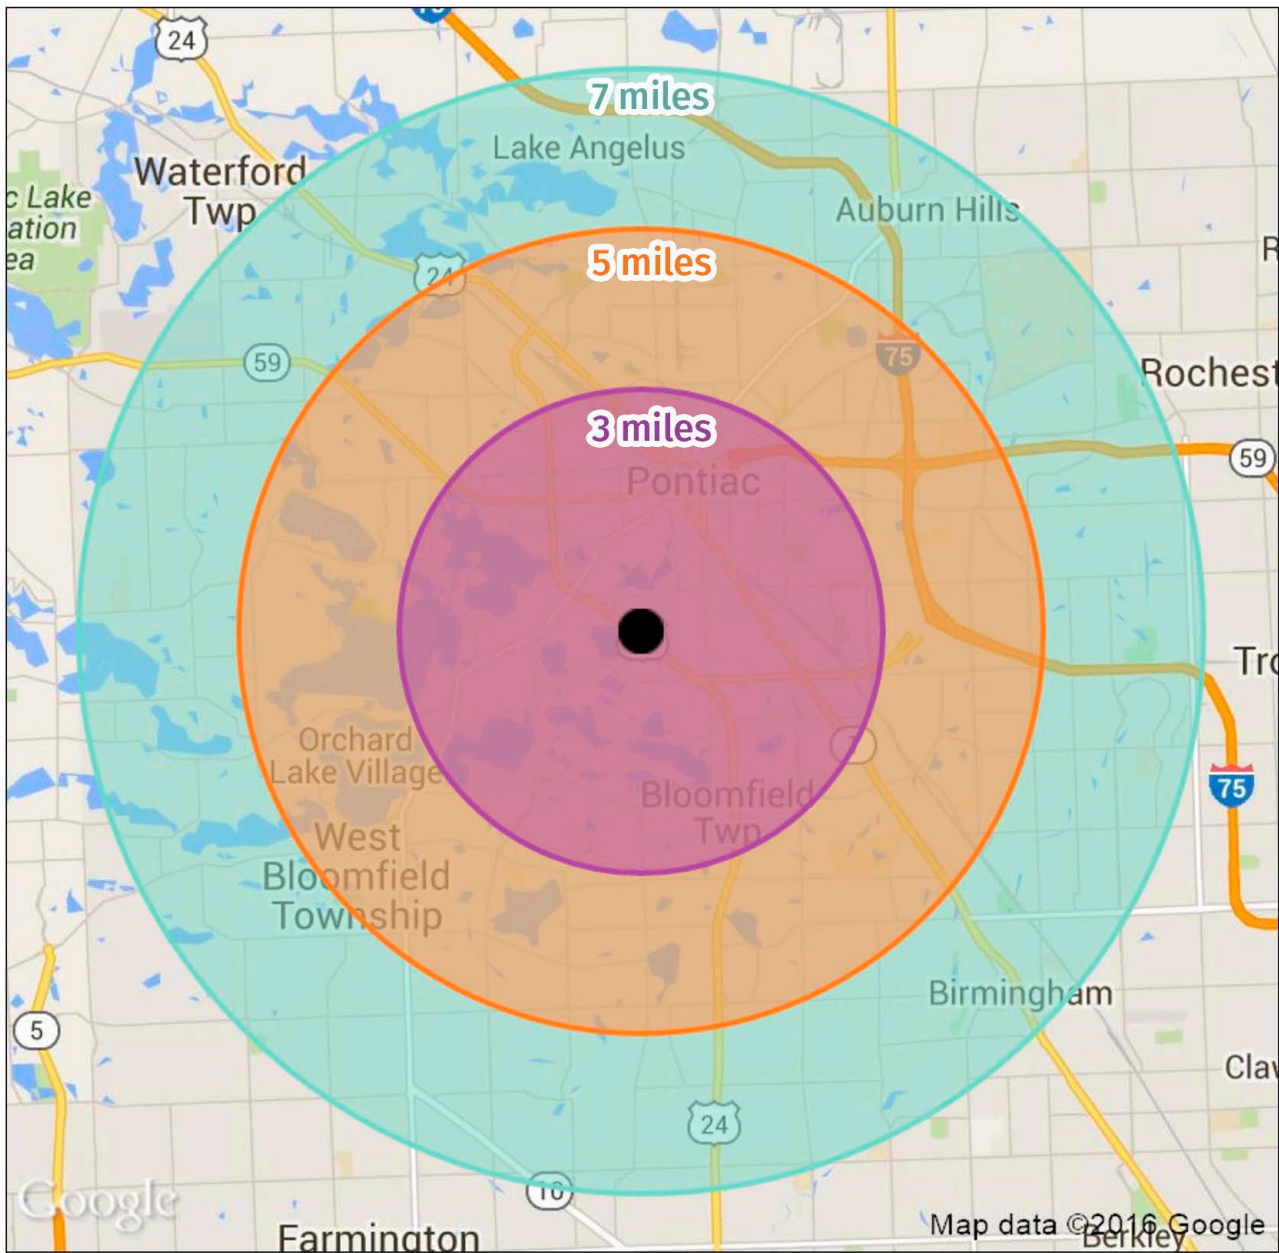 24
7 miles
Lake Angelus
Waterford
Twp
c Lake
ation
ea
Auburn Hills
R
5 miles
24
75
59
Rochest
3 miles
59
Pontiac
Tro
Orchard
Lake Village
75
Bloomfield
Twp
West
Bloomfield
Township
Birmingham
5
Claw
24
10
Google
Farmington
Map data ©2016 Google
Berkley